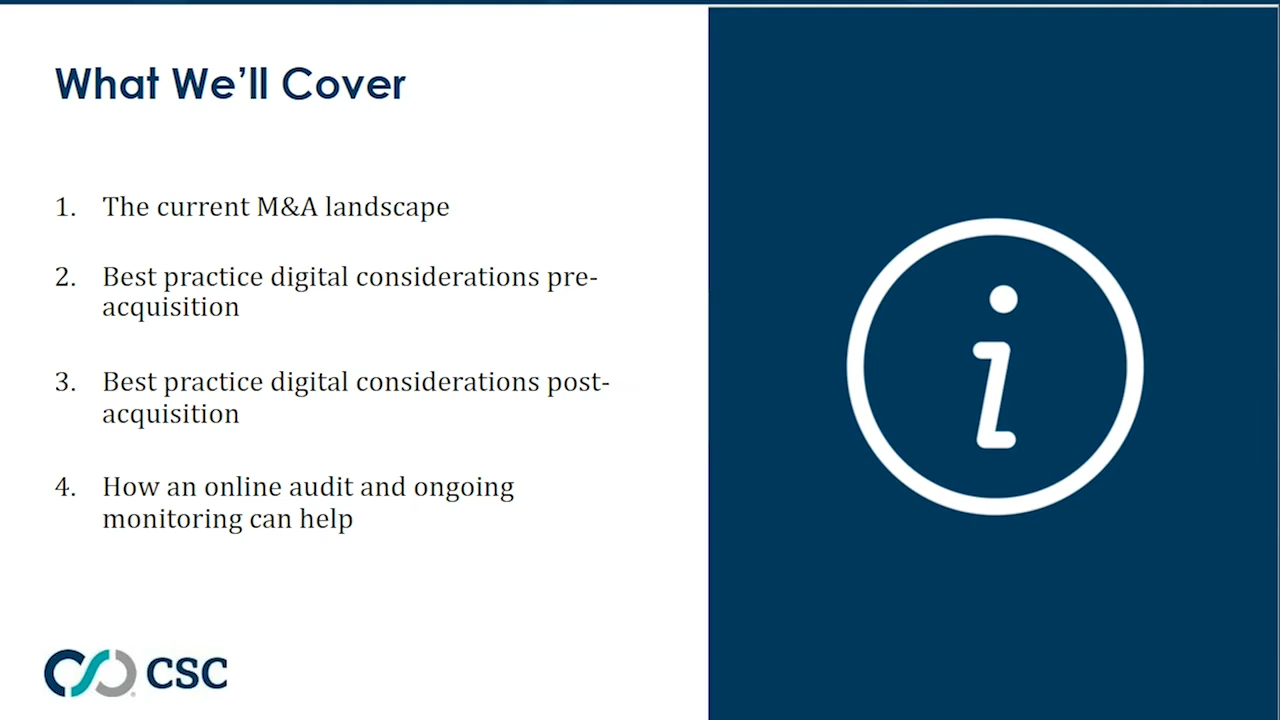 What We’ll Cover
1. The current M&A landscape
2. Best practice digital considerations pre-
acquisition
3. Best practice digital considerations post-
acquisition
4. How an online audit and ongoing
monitoring can help
CSC